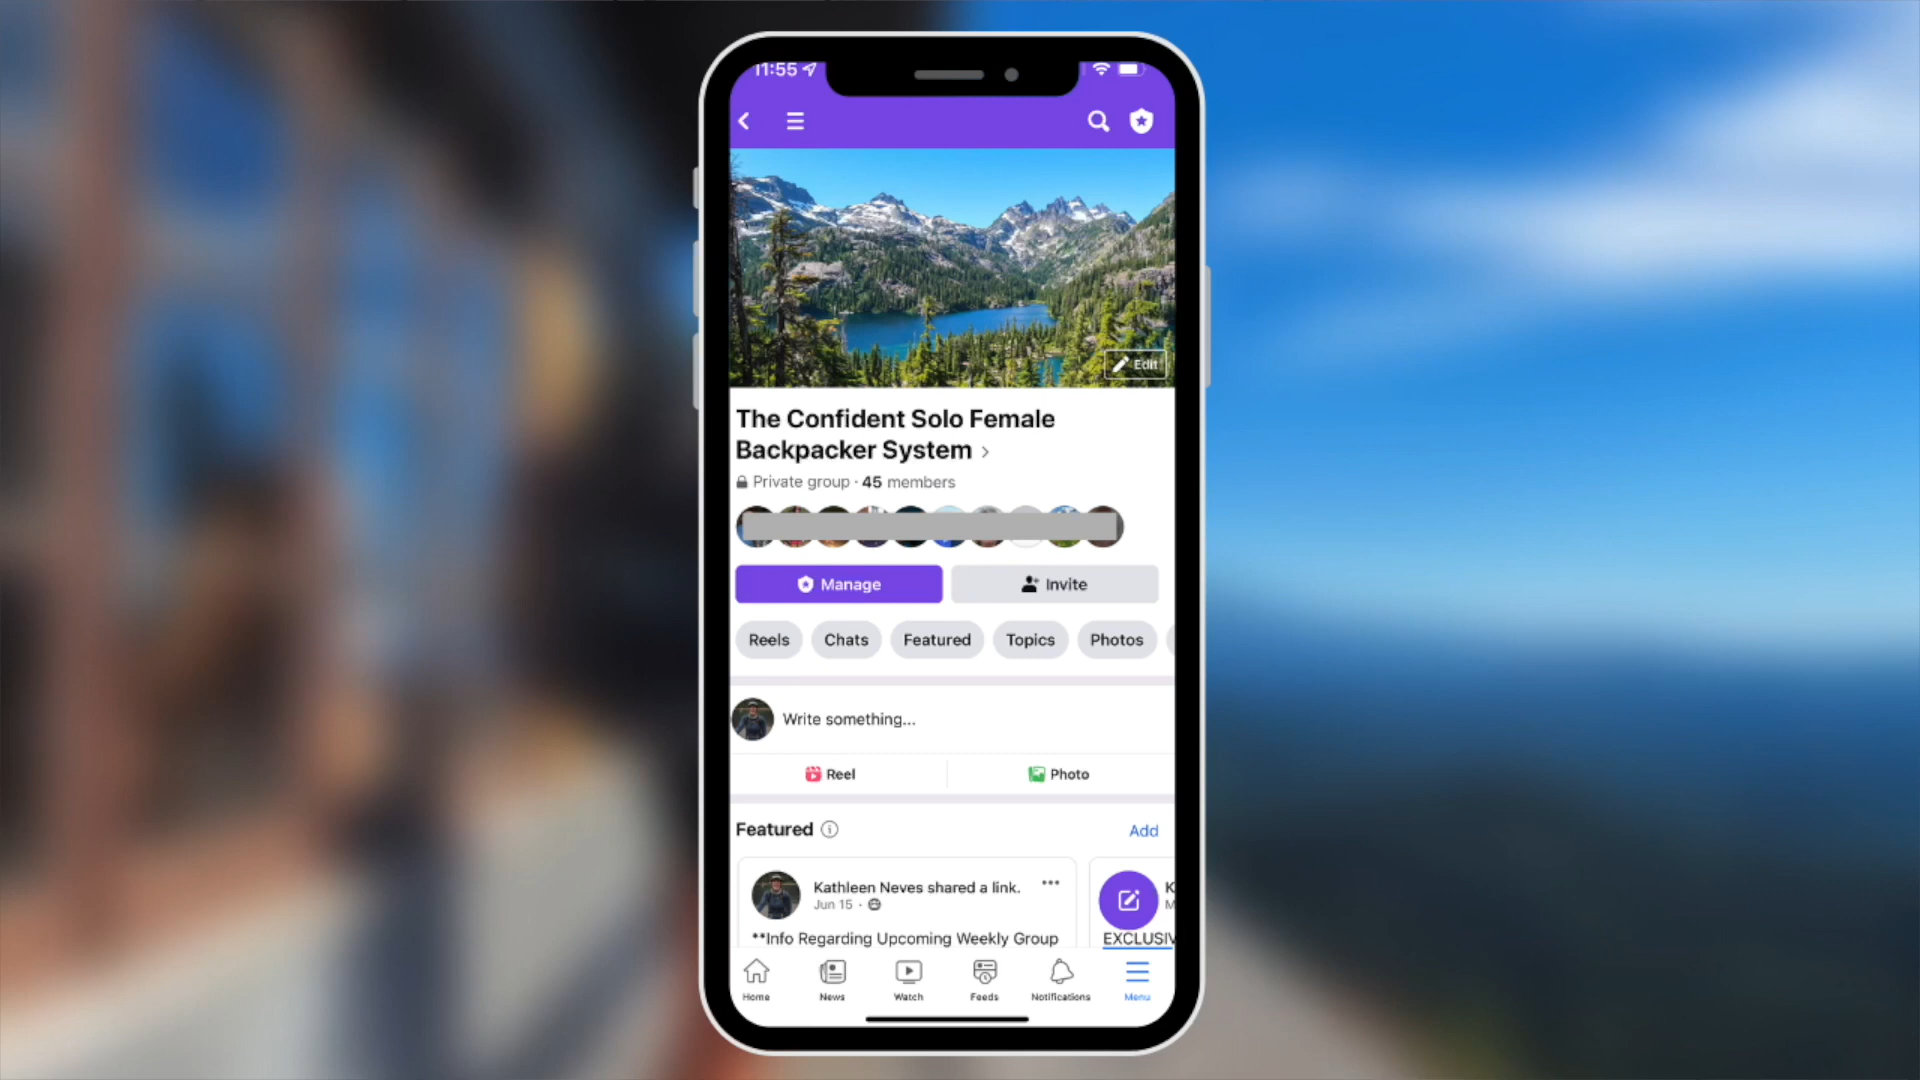 11:55
Edit
The Confident Solo Female
Backpacker System
Private group · 45 members
Manage
Invite
Reels Chats Featured Topics Photos
Write something...
Reel
Photo
Featured
Add
Kathleen Neves shared a link.
Jun 15 ·
**Info Regarding Upcoming Weekly Group
K
M
EXCLUSIV
Home News Watch Feeds Notifications Menu